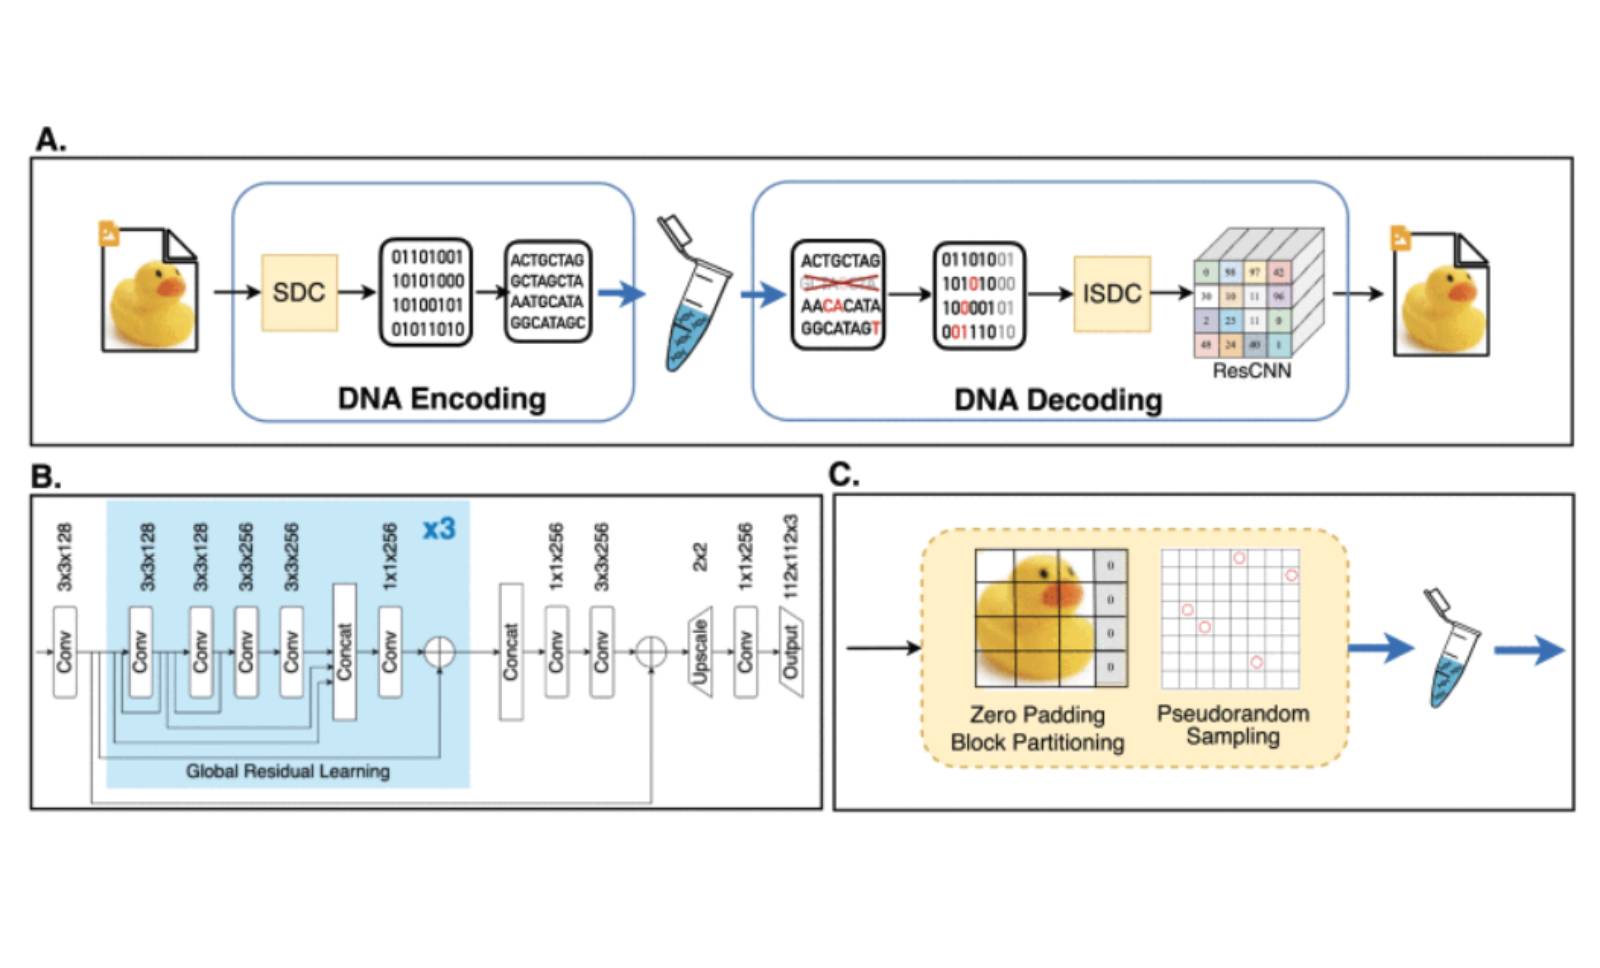 A.
SDC
01101001
10101000
10100101
01011010
ACTGCTAG
GCTAGCTA
AATGCATA
GGCATAGC
DNA Encoding
ACTGCTAG
AACACATA
GGCATAGT
01101001
10101000
10000101
00111010
ISDC
0 98 97 42
30 10 11 96
2 23 11 0
48 24 40 1
ResCNN
DNA Decoding
B.
3x3x128
3x3x128
3x3x128
3x3x256
3x3x256
1x1x256
x3
1x1x256
3x3x256
2x2
1x1x256
112x112x3
Conv
Conv
Conv
Conv
Conv
Concat
Conv
Concat
Conv
Conv
Upscale
Conv
Output
Global Residual Learning
C.
0
0
0
0
Zero Padding
Block Partitioning
Pseudorandom
Sampling